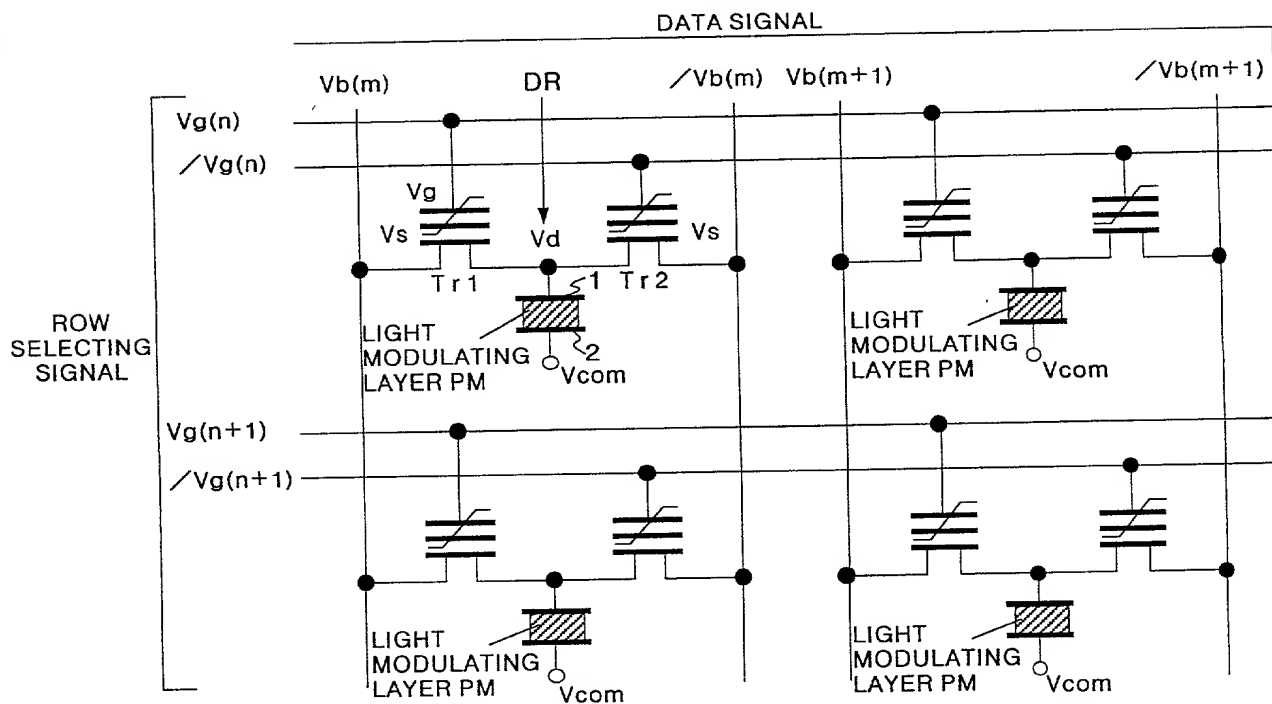 DATA SIGNAL
Vb(m)
DR
/Vb(m)
Vb(m+1)
/Vb(m+1)
Vg(n)
/Vg(n)
Vg
Vs
Vd
Vs
Tr1
1
Tr2
ROW
SELECTING
SIGNAL
LIGHT
MODULATING
LAYER PM
2
Vcom
LIGHT
MODULATING
LAYER PM
Vcom
Vg(n+1)
/Vg(n+1)
LIGHT
MODULATING
LAYER PM
Vcom
LIGHT
MODULATING
LAYER PM
Vcom